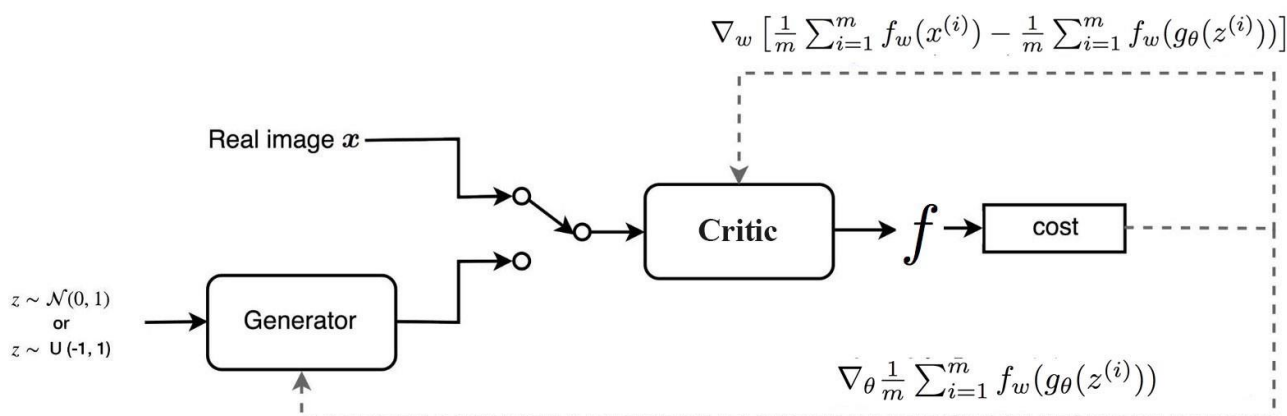 ∇_w [1/m ∑_{i=1}^{m} f_w(x^{(i)}) − 1/m ∑_{i=1}^{m} f_w(g_θ(z^{(i)}))]
Real image x
Critic
f
cost
z ∼ 𝒩(0, 1)
or
z ∼ U (-1, 1)
Generator
∇_θ 1/m ∑_{i=1}^{m} f_w(g_θ(z^{(i)}))